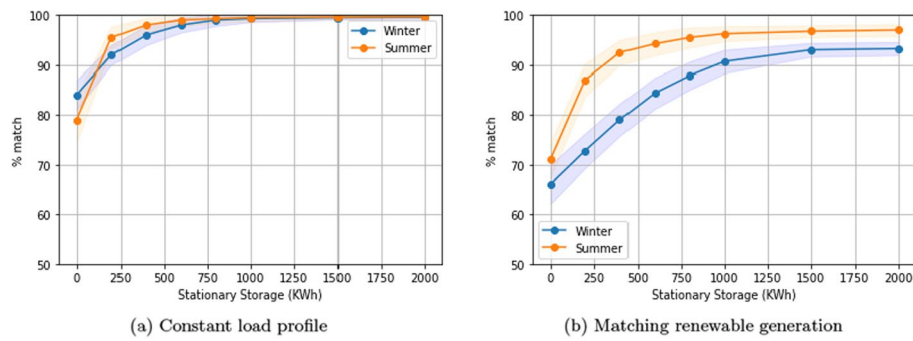 100
90
80
70
60
50
% match
0 250 500 750 1000 1250 1500 1750 2000
Stationary Storage (KWh)
Winter
Summer
(a) Constant load profile
100
90
80
70
60
50
% match
0 250 500 750 1000 1250 1500 1750 2000
Stationary Storage (KWh)
Winter
Summer
(b) Matching renewable generation